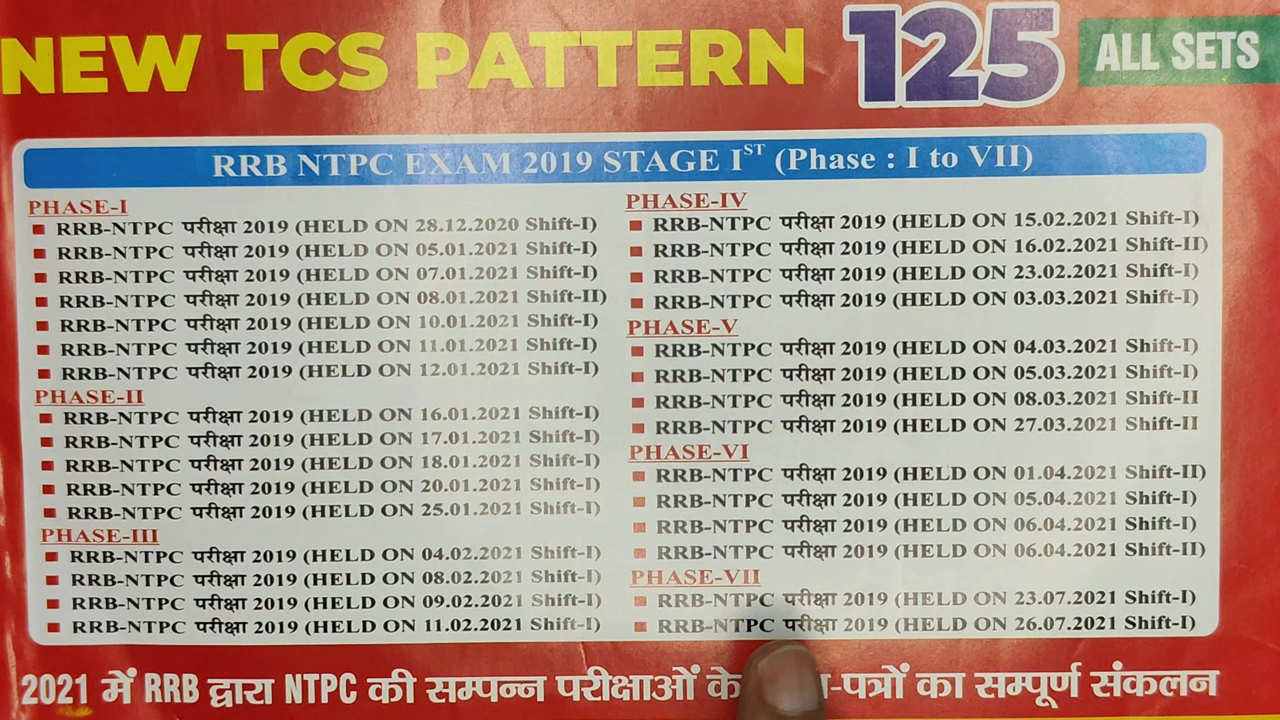 NEW TCS PATTERN 125 ALL SETS
RRB NTPC EXAM 2019 STAGE IST (Phase : I to VII)
PHASE-I
RRB-NTPC परीक्षा 2019 (HELD ON 28.12.2020 Shift-I)
RRB-NTPC परीक्षा 2019 (HELD ON 05.01.2021 Shift-I)
RRB-NTPC परीक्षा 2019 (HELD ON 07.01.2021 Shift-I)
RRB-NTPC परीक्षा 2019 (HELD ON 08.01.2021 Shift-II)
RRB-NTPC परीक्षा 2019 (HELD ON 10.01.2021 Shift-I)
RRB-NTPC परीक्षा 2019 (HELD ON 11.01.2021 Shift-I)
RRB-NTPC परीक्षा 2019 (HELD ON 12.01.2021 Shift-I)
PHASE-II
RRB-NTPC परीक्षा 2019 (HELD ON 16.01.2021 Shift-I)
RRB-NTPC परीक्षा 2019 (HELD ON 17.01.2021 Shift-I)
RRB-NTPC परीक्षा 2019 (HELD ON 18.01.2021 Shift-I)
RRB-NTPC परीक्षा 2019 (HELD ON 20.01.2021 Shift-I)
RRB-NTPC परीक्षा 2019 (HELD ON 25.01.2021 Shift-I)
PHASE-III
RRB-NTPC परीक्षा 2019 (HELD ON 04.02.2021 Shift-I)
RRB-NTPC परीक्षा 2019 (HELD ON 08.02.2021 Shift-I)
RRB-NTPC परीक्षा 2019 (HELD ON 09.02.2021 Shift-I)
RRB-NTPC परीक्षा 2019 (HELD ON 11.02.2021 Shift-I)
PHASE-IV
RRB-NTPC परीक्षा 2019 (HELD ON 15.02.2021 Shift-I)
RRB-NTPC परीक्षा 2019 (HELD ON 16.02.2021 Shift-II)
RRB-NTPC परीक्षा 2019 (HELD ON 23.02.2021 Shift-I)
RRB-NTPC परीक्षा 2019 (HELD ON 03.03.2021 Shift-I)
PHASE-V
RRB-NTPC परीक्षा 2019 (HELD ON 04.03.2021 Shift-I)
RRB-NTPC परीक्षा 2019 (HELD ON 05.03.2021 Shift-I)
RRB-NTPC परीक्षा 2019 (HELD ON 08.03.2021 Shift-II
RRB-NTPC परीक्षा 2019 (HELD ON 27.03.2021 Shift-II
PHASE-VI
RRB-NTPC परीक्षा 2019 (HELD ON 01.04.2021 Shift-II)
RRB-NTPC परीक्षा 2019 (HELD ON 05.04.2021 Shift-I)
RRB-NTPC परीक्षा 2019 (HELD ON 06.04.2021 Shift-I)
RRB-NTPC परीक्षा 2019 (HELD ON 06.04.2021 Shift-II)
PHASE-VII
RRB-NTPC परीक्षा 2019 (HELD ON 23.07.2021 Shift-I)
RRB-NTPC परीक्षा 2019 (HELD ON 26.07.2021 Shift-I)
2021 में RRB द्वारा NTPC की सम्पन्न परीक्षाओं के -पत्रों का सम्पूर्ण संकलन